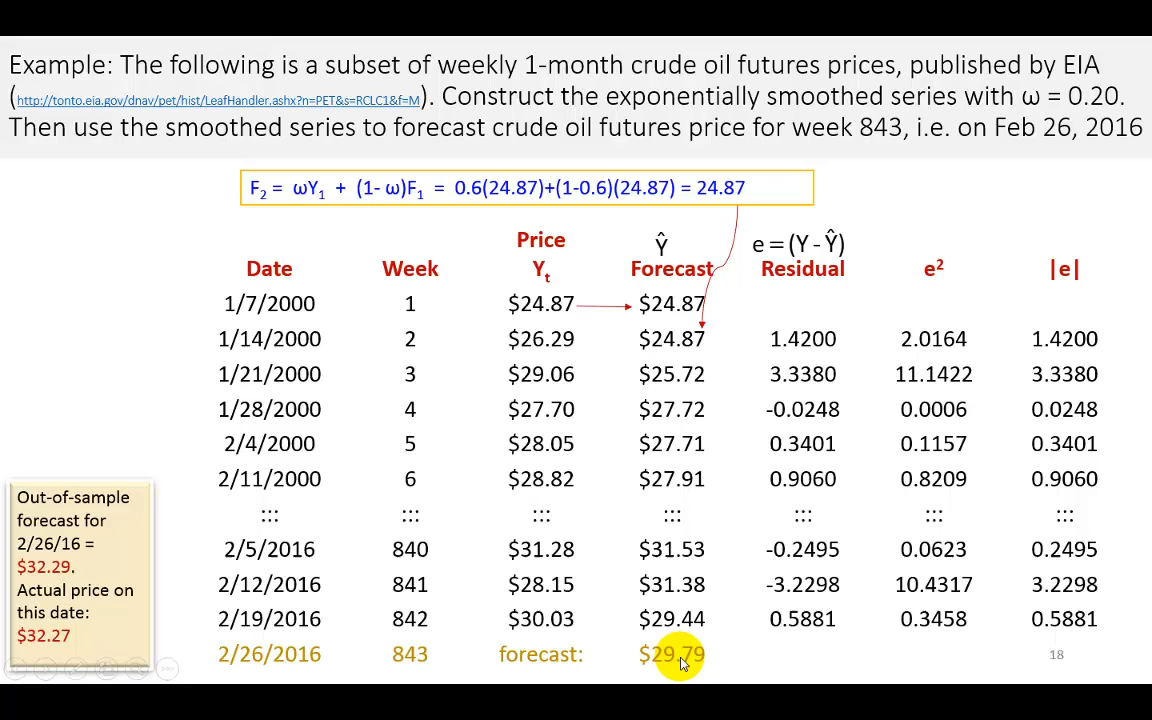 Example: The following is a subset of weekly 1-month crude oil futures prices, published by EIA
(http://tonto.eia.gov/dnav/pet/hist/LeafHandler.ashx?n=PET&s=RCLC1&f=M). Construct the exponentially smoothed series with ω = 0.20.
Then use the smoothed series to forecast crude oil futures price for week 843, i.e. on Feb 26, 2016
F₂ = ωY₁ + (1- ω)F₁ = 0.6(24.87)+(1-0.6)(24.87) = 24.87
Date Week Price Yₜ Ŷ Forecast e = (Y - Ŷ) Residual e² |e|
1/7/2000 1 $24.87 $24.87
1/14/2000 2 $26.29 $24.87 1.4200 2.0164 1.4200
1/21/2000 3 $29.06 $25.72 3.3380 11.1422 3.3380
1/28/2000 4 $27.70 $27.72 -0.0248 0.0006 0.0248
2/4/2000 5 $28.05 $27.71 0.3401 0.1157 0.3401
2/11/2000 6 $28.82 $27.91 0.9060 0.8209 0.9060
::: ::: ::: ::: ::: ::: :::
2/5/2016 840 $31.28 $31.53 -0.2495 0.0623 0.2495
2/12/2016 841 $28.15 $31.38 -3.2298 10.4317 3.2298
2/19/2016 842 $30.03 $29.44 0.5881 0.3458 0.5881
2/26/2016 843 forecast: $29.79
Out-of-sample
forecast for
2/26/16 =
$32.29.
Actual price on
this date:
$32.27
18